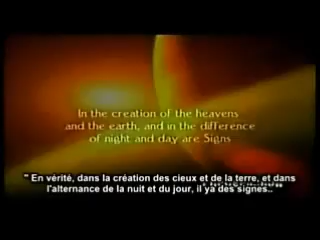 In the creation of the heavens
and the earth, and in the difference
of night and day are Signs
" En vérité, dans la création des cieux et de la terre, et dans
l'alternance de la nuit et du jour, il ya des signes..